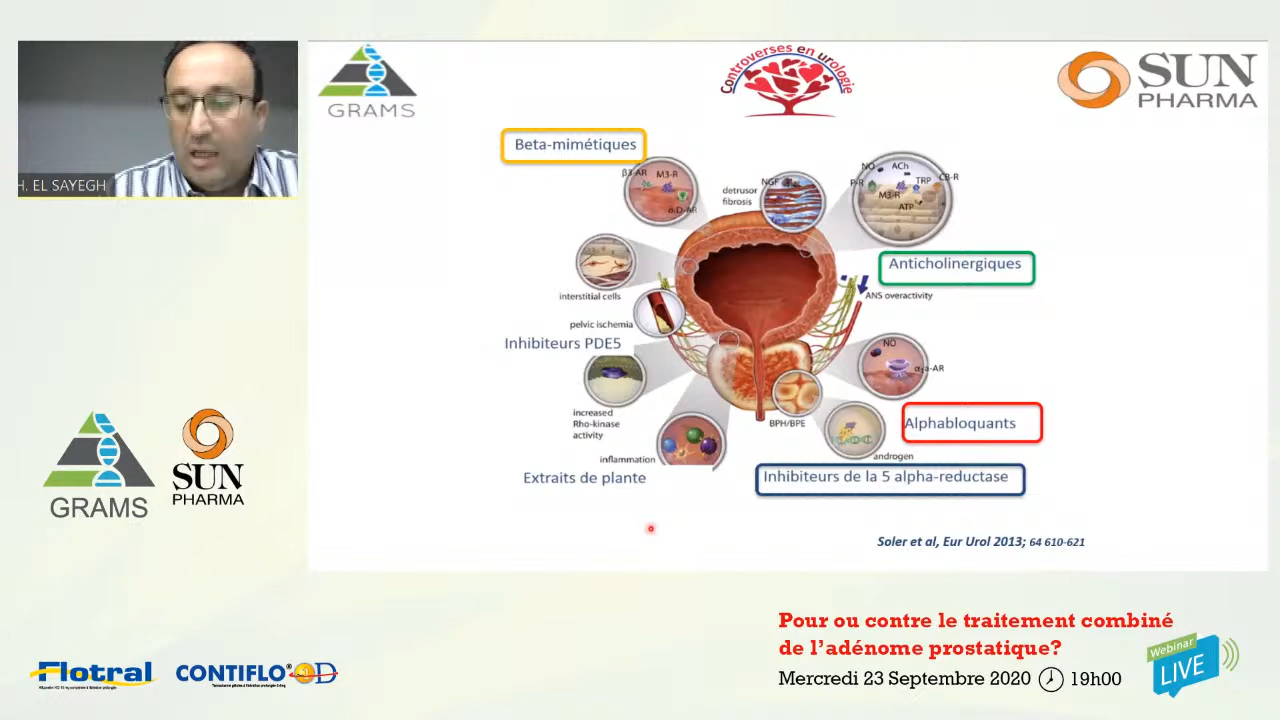 H. EL SAYEGH
GRAMS
Controverses en urologie
SUN
PHARMA
Beta-mimétiques
β3-AR
M3-R
α1D-AR
detrusor
fibrosis
NGF
NO
ACh
P-R
TRP
CB-R
M3-R
ATP
Anticholinergiques
interstitial cells
ANS overactivity
pelvic ischemia
Inhibiteurs PDE5
NO
α1a-AR
increased
Rho-kinase
activity
BPH/BPE
Alphabloquants
inflammation
androgen
Extraits de plante
Inhibiteurs de la 5 alpha-reductase
Soler et al, Eur Urol 2013; 64 610-621
GRAMS
SUN
PHARMA
Pour ou contre le traitement combiné
de l’adénome prostatique?
Mercredi 23 Septembre 2020 19h00
Webinar
LIVE
Flotral
CONTIFLO® OD